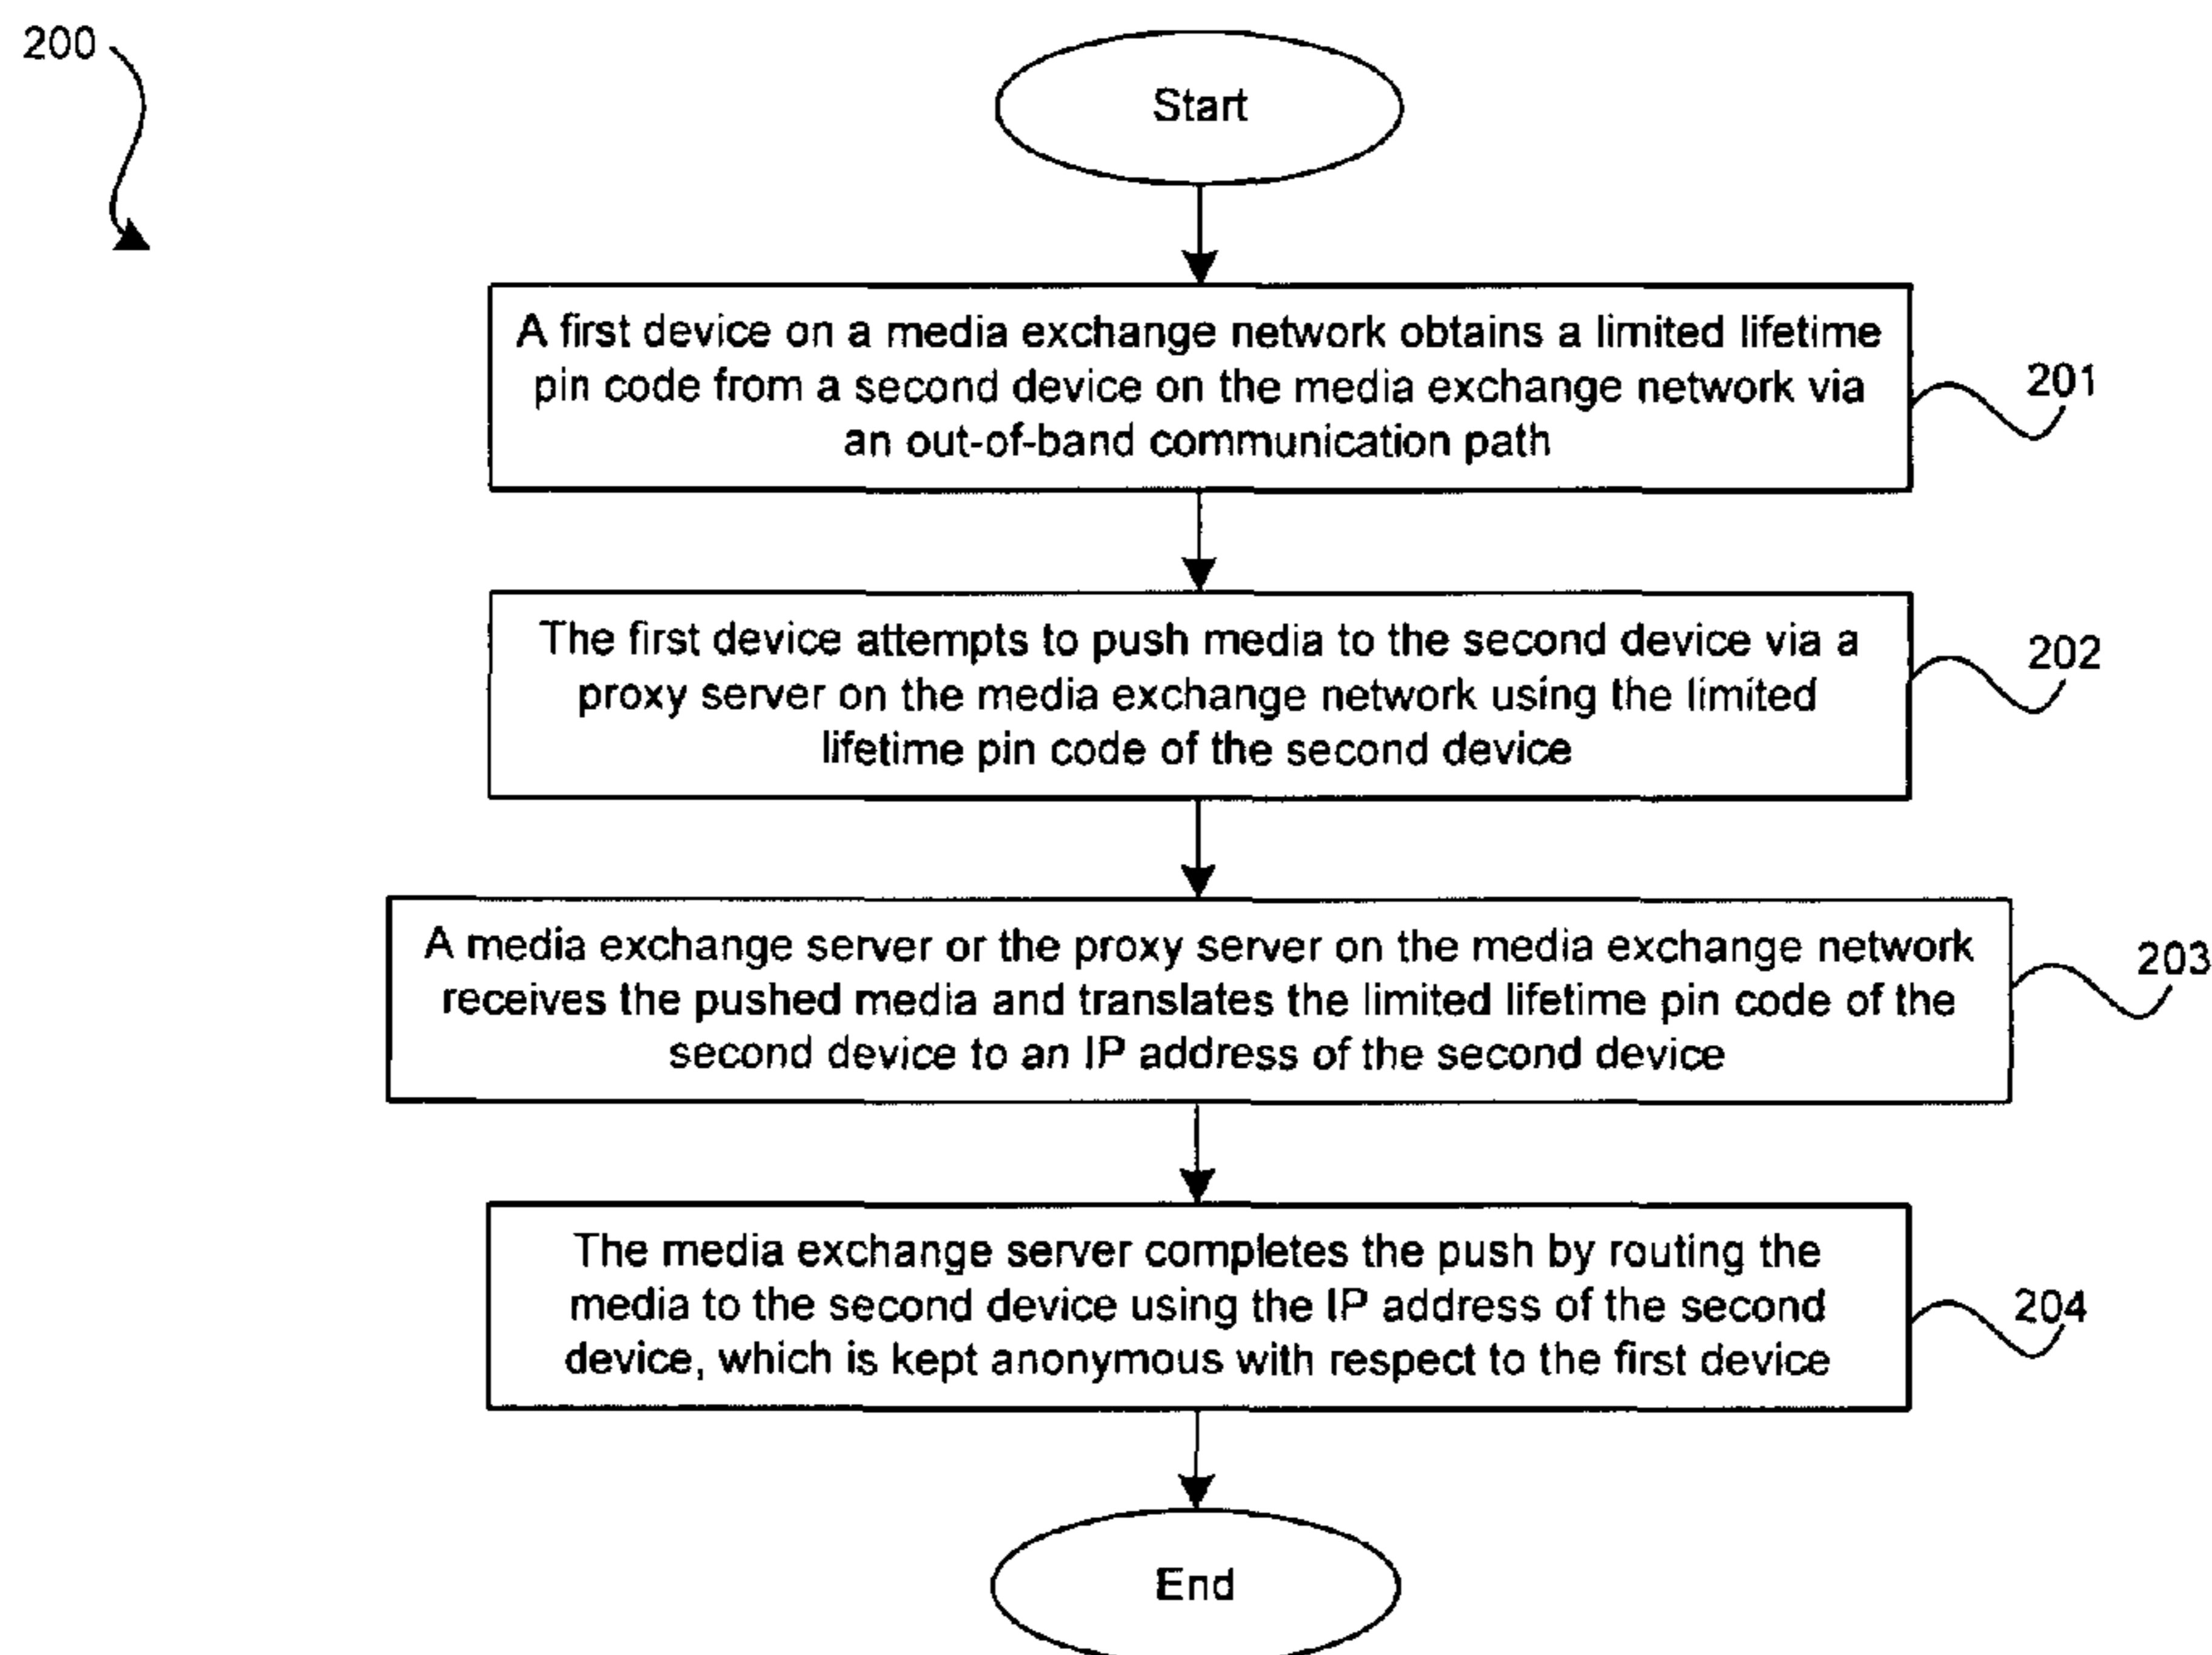 200
Start
A first device on a media exchange network obtains a limited lifetime
pin code from a second device on the media exchange network via
an out-of-band communication path
201
The first device attempts to push media to the second device via a
proxy server on the media exchange network using the limited
lifetime pin code of the second device
202
A media exchange server or the proxy server on the media exchange network
receives the pushed media and translates the limited lifetime pin code of the
second device to an IP address of the second device
203
The media exchange server completes the push by routing the
media to the second device using the IP address of the second
device, which is kept anonymous with respect to the first device
204
End